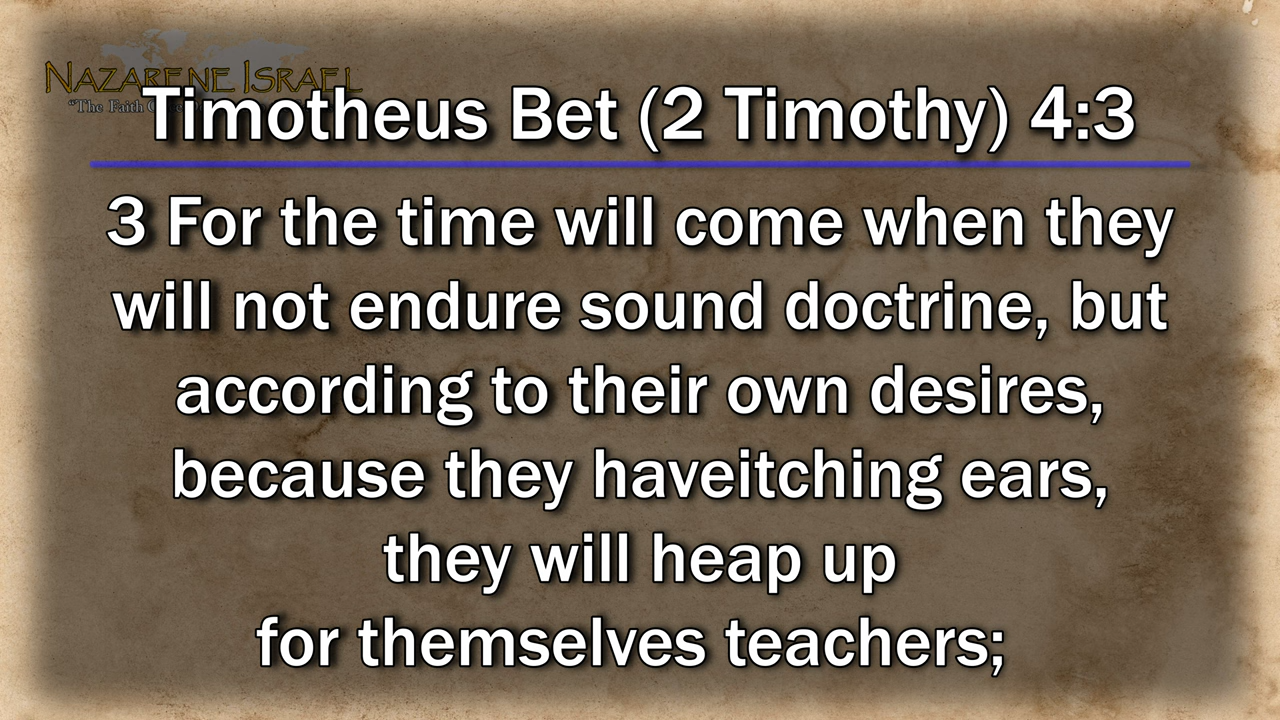 NAZARENE ISRAEL
"The Faith
Timotheus Bet (2 Timothy) 4:3
3 For the time will come when they
will not endure sound doctrine, but
according to their own desires,
because they haveitching ears,
they will heap up
for themselves teachers;